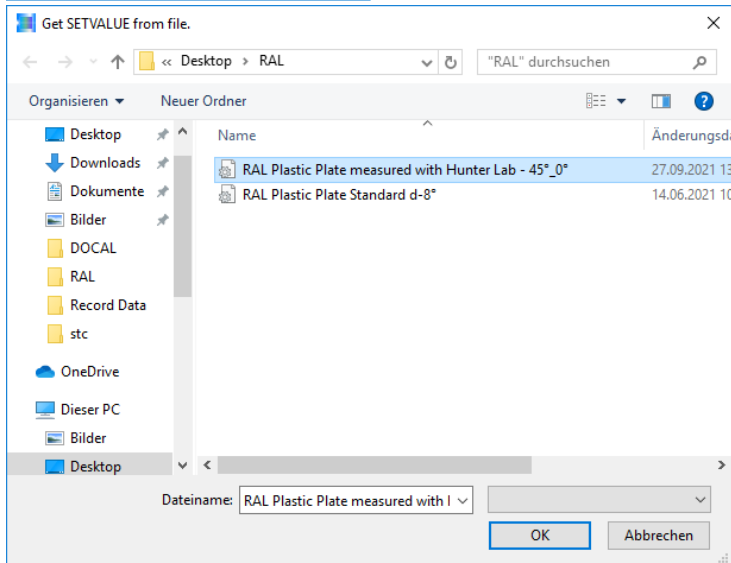 Get SETVALUE from file.
« Desktop › RAL
"RAL" durchsuchen
Organisieren
Neuer Ordner
Name
Änderungsda
Desktop
Downloads
Dokumente
Bilder
DOCAL
RAL
Record Data
stc
OneDrive
Dieser PC
Bilder
Desktop
RAL Plastic Plate measured with Hunter Lab - 45°_0°
27.09.2021 13
RAL Plastic Plate Standard d-8°
14.06.2021 10
Dateiname:
RAL Plastic Plate measured with l
OK
Abbrechen